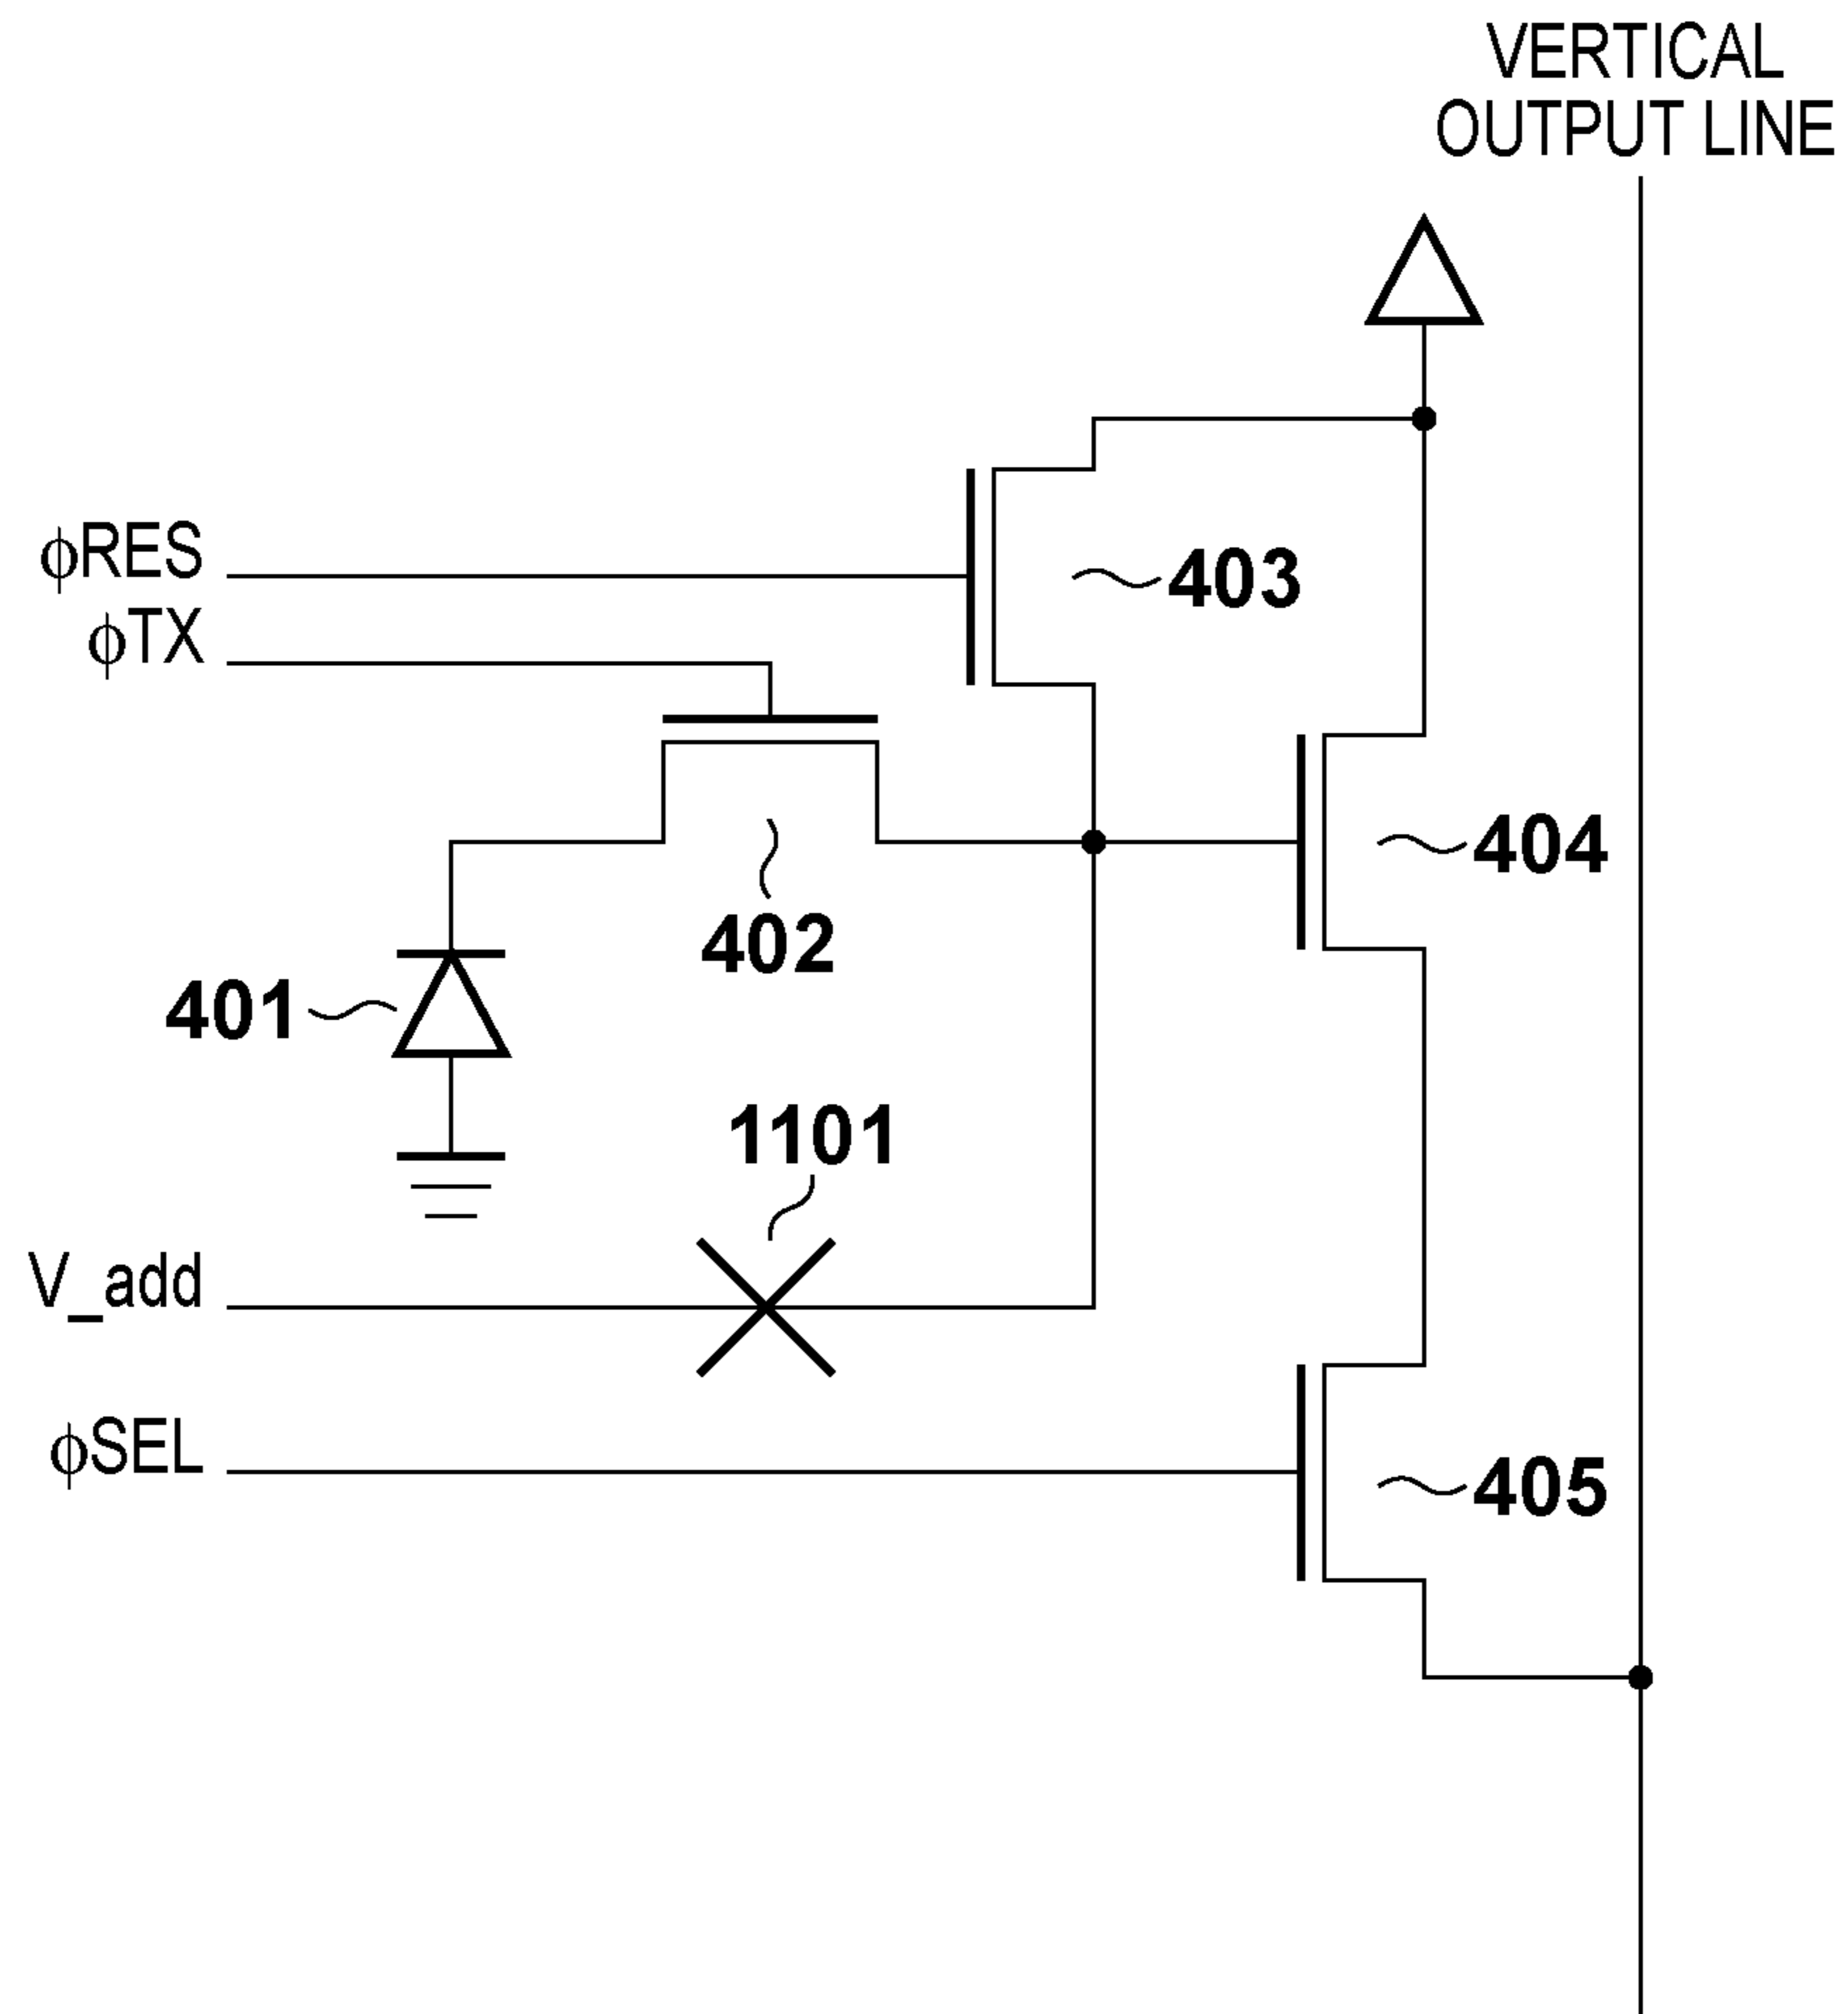 VERTICAL
OUTPUT LINE
ϕRES
403
ϕTX
404
402
401
1101
V_add
ϕSEL
405